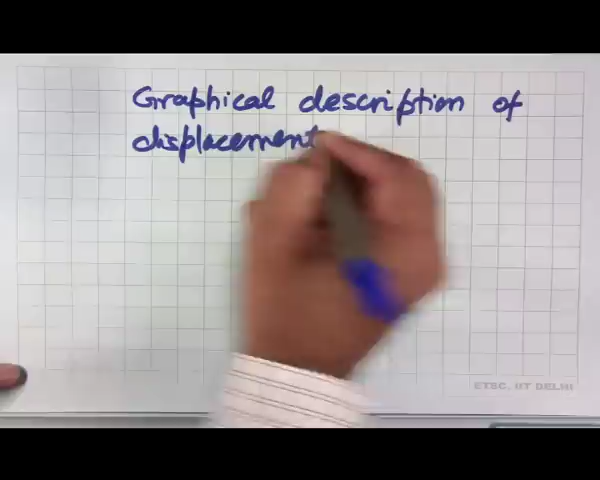 Graphical description of
displacement
ETSC, IIT DELHI